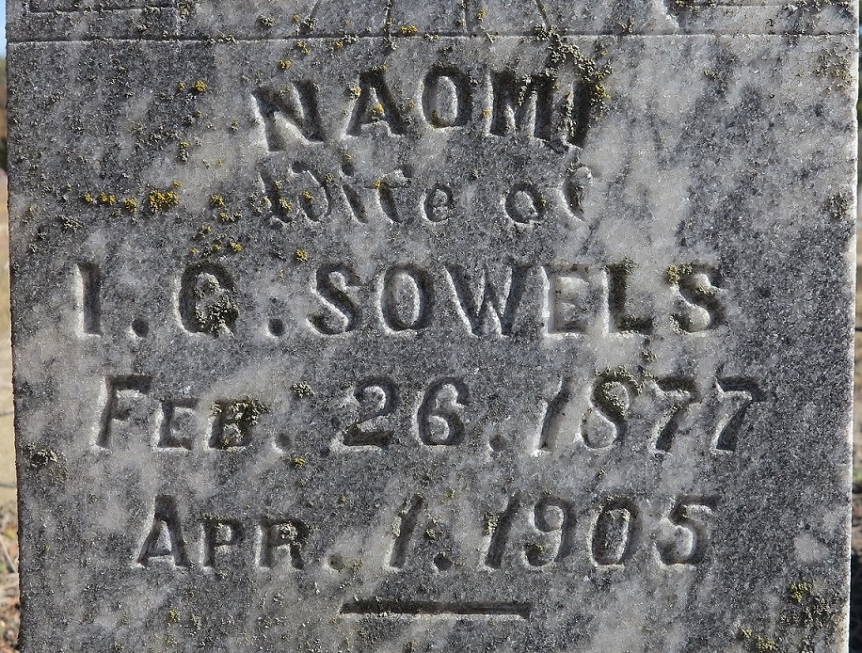 NAOMI
Wife of
I. G. SOWELS
FEB. 26. 1877
APR. 1. 1905